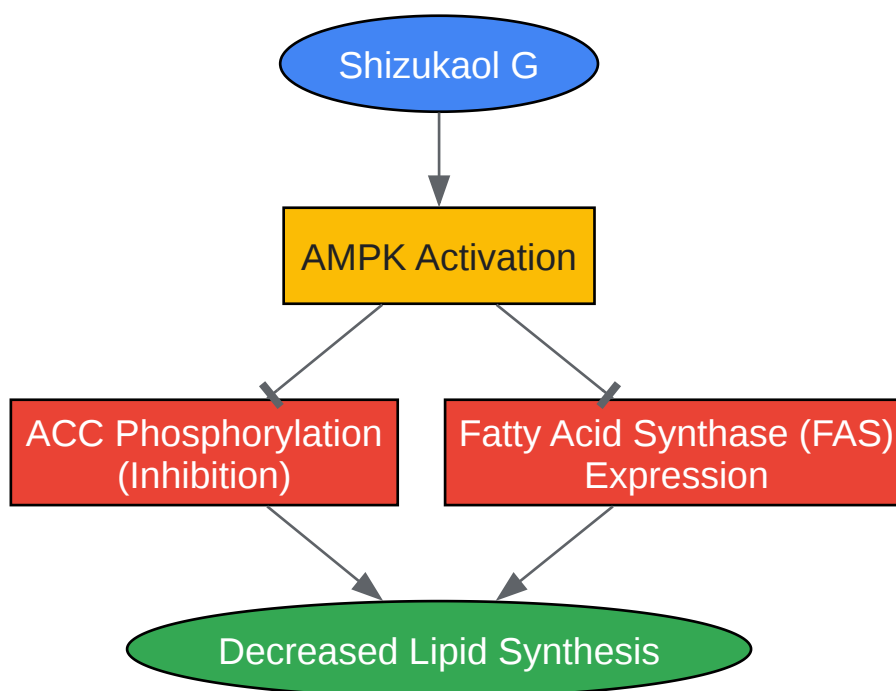 Shizukaol G
AMPK Activation
ACC Phosphorylation
(Inhibition)
Fatty Acid Synthase (FAS)
Expression
Decreased Lipid Synthesis